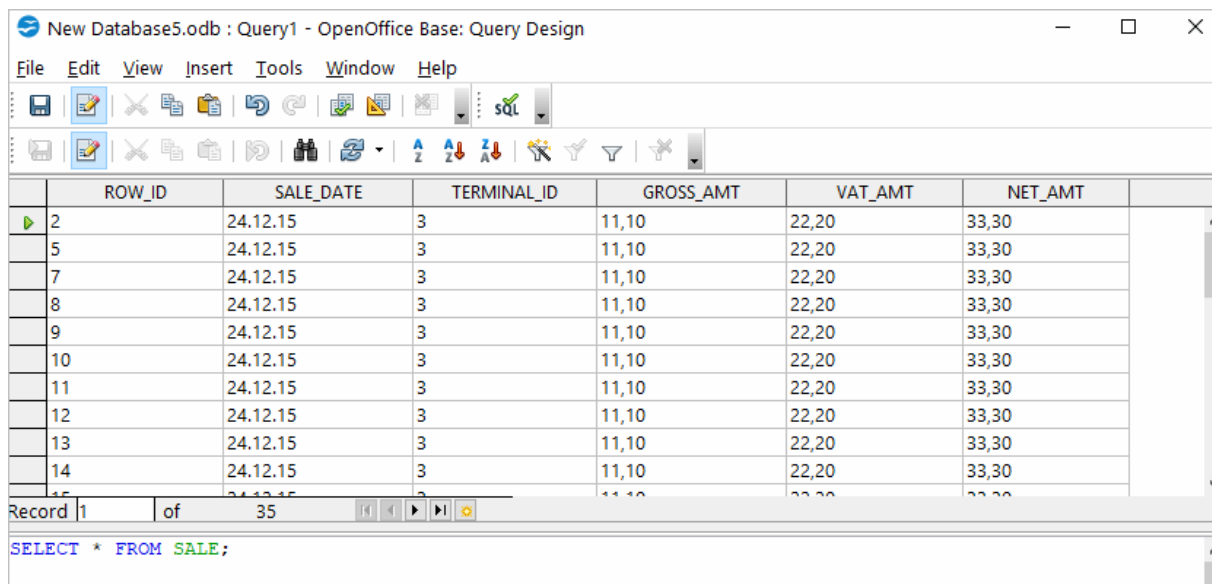 New Database5.odb : Query1 - OpenOffice Base: Query Design
File Edit View Insert Tools Window Help
SQL
ROW_ID SALE_DATE TERMINAL_ID GROSS_AMT VAT_AMT NET_AMT
2 24.12.15 3 11,10 22,20 33,30
5 24.12.15 3 11,10 22,20 33,30
7 24.12.15 3 11,10 22,20 33,30
8 24.12.15 3 11,10 22,20 33,30
9 24.12.15 3 11,10 22,20 33,30
10 24.12.15 3 11,10 22,20 33,30
11 24.12.15 3 11,10 22,20 33,30
12 24.12.15 3 11,10 22,20 33,30
13 24.12.15 3 11,10 22,20 33,30
14 24.12.15 3 11,10 22,20 33,30
Record 1 of 35
SELECT * FROM SALE;